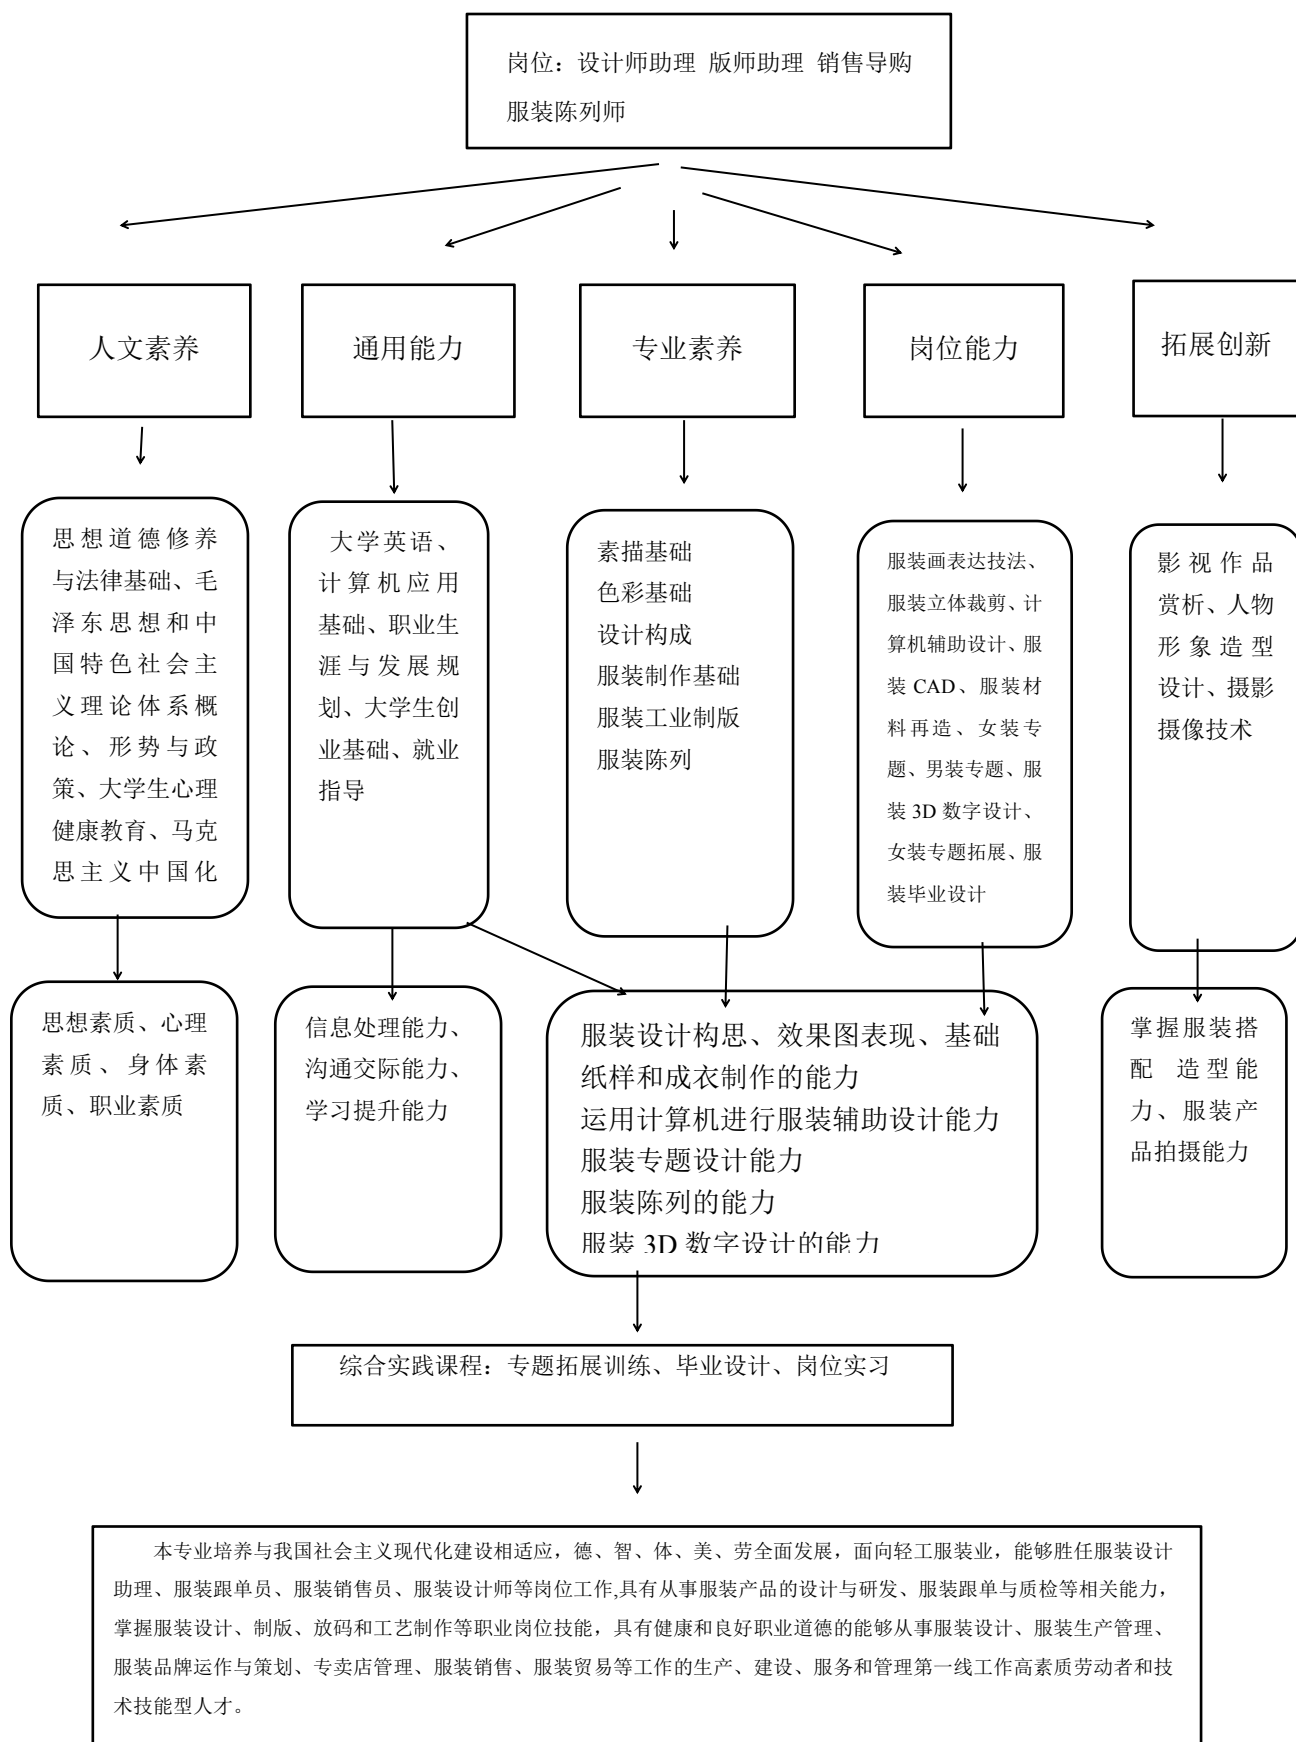 岗位：设计师助理 版师助理 销售导购
服装陈列师
人文素养
通用能力
专业素养
岗位能力
拓展创新
思想道德修养
与法律基础、毛
泽东思想和中
国特色社会主
义理论体系概
论、形势与政
策、大学生心理
健康教育、马克
思主义中国化
大学英语、
计算机应用
基础、职业生
涯与发展规
划、大学生创
业基础、就业
指导
素描基础
色彩基础
设计构成
服装制作基础
服装工业制版
服装陈列
服装画表达技法、
服装立体裁剪、计
算机辅助设计、服
装 CAD、服装材
料再造、女装专
题、男装专题、服
装 3D 数字设计、
女装专题拓展、服
装毕业设计
影视作品
赏析、人物
形象造型
设计、摄影
摄像技术
思想素质、心理
素质、身体素
质、职业素质
信息处理能力、
沟通交际能力、
学习提升能力
服装设计构思、效果图表现、基础
纸样和成衣制作的能力
运用计算机进行服装辅助设计能力
服装专题设计能力
服装陈列的能力
服装 3D 数字设计的能力
掌握服装搭
配 造型能
力、服装产
品拍摄能力
综合实践课程：专题拓展训练、毕业设计、岗位实习
本专业培养与我国社会主义现代化建设相适应，德、智、体、美、劳全面发展，面向轻工服装业，能够胜任服装设计
助理、服装跟单员、服装销售员、服装设计师等岗位工作,具有从事服装产品的设计与研发、服装跟单与质检等相关能力，
掌握服装设计、制版、放码和工艺制作等职业岗位技能，具有健康和良好职业道德的能够从事服装设计、服装生产管理、
服装品牌运作与策划、专卖店管理、服装销售、服装贸易等工作的生产、建设、服务和管理第一线工作高素质劳动者和技
术技能型人才。